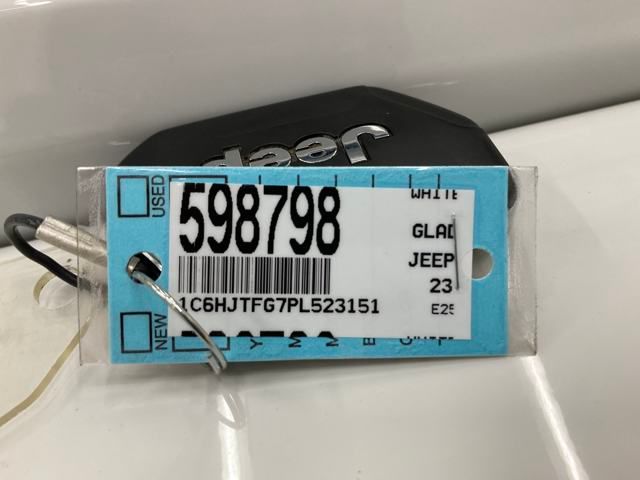 Jeep
USED
598798
WHITE
GLAD
JEEP
23
1C6HJTFG7PL523151
E25
NEW